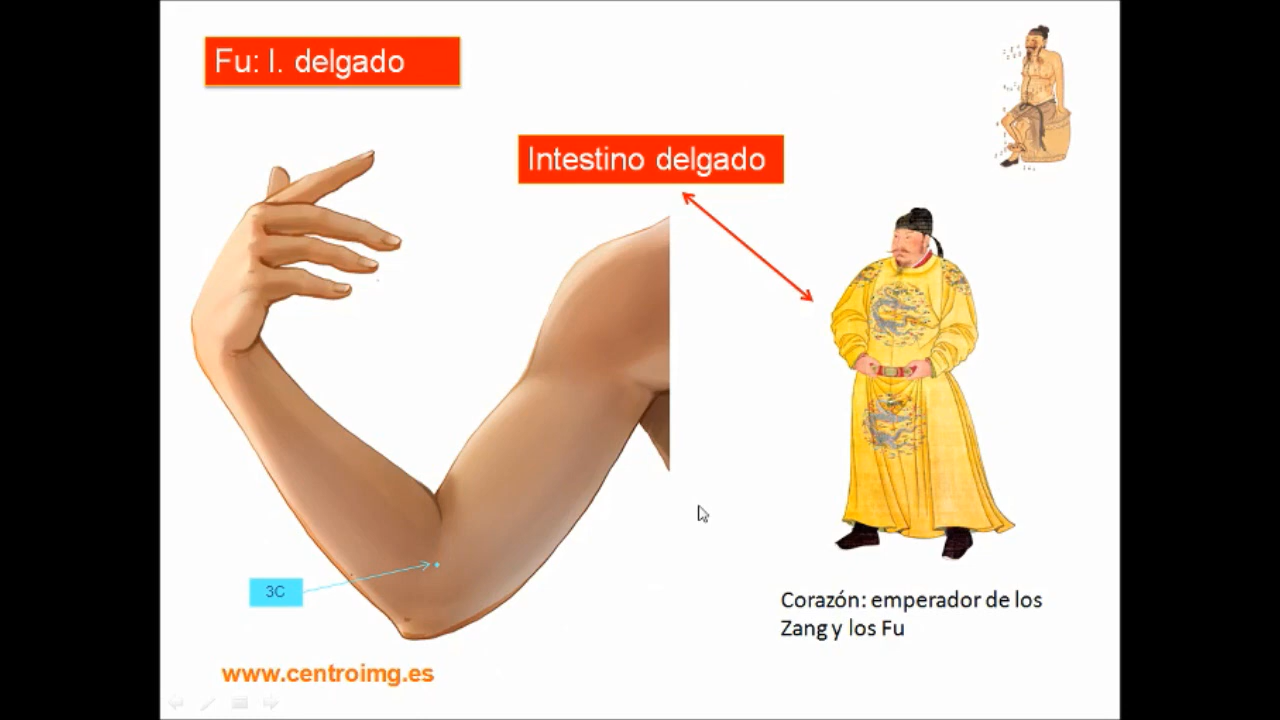 Fu: I. delgado
Intestino delgado
3C
Corazón: emperador de los
Zang y los Fu
www.centroimg.es